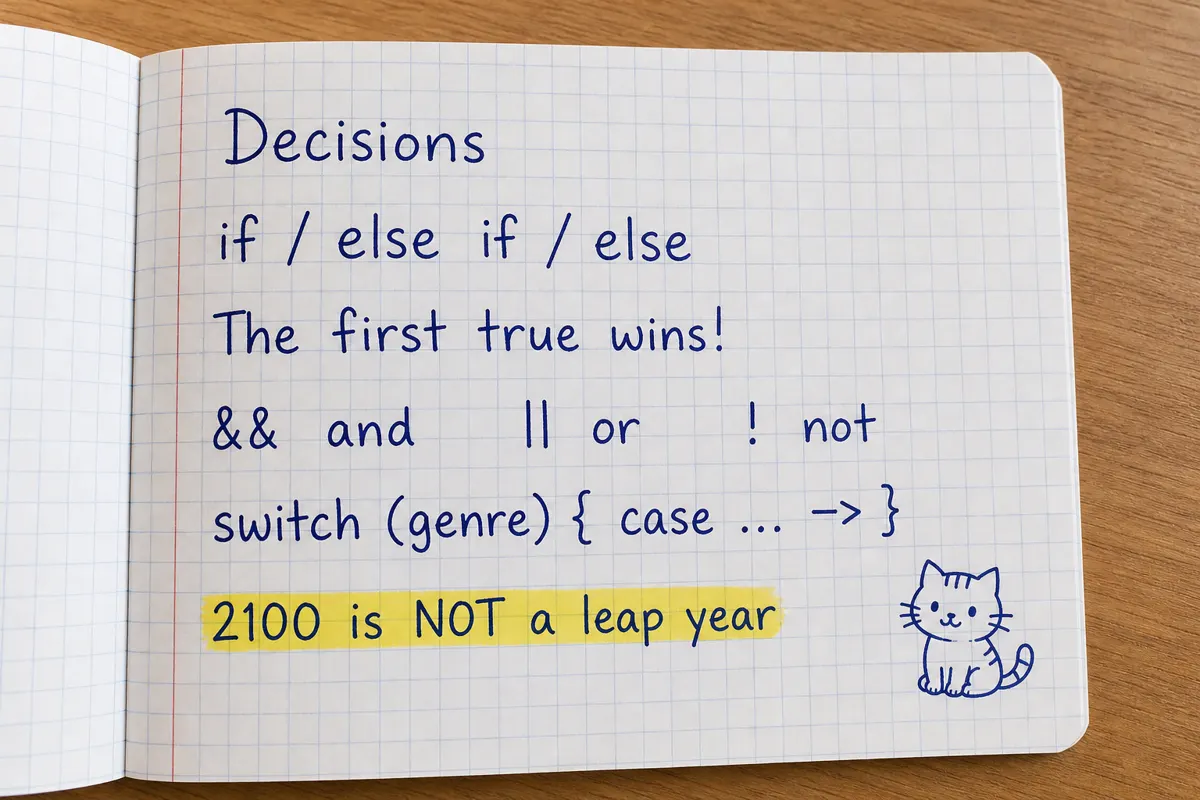 Decisions
if / else if / else
The first true wins!
&& and || or ! not
switch (genre) { case ... -> }
2100 is NOT a leap year